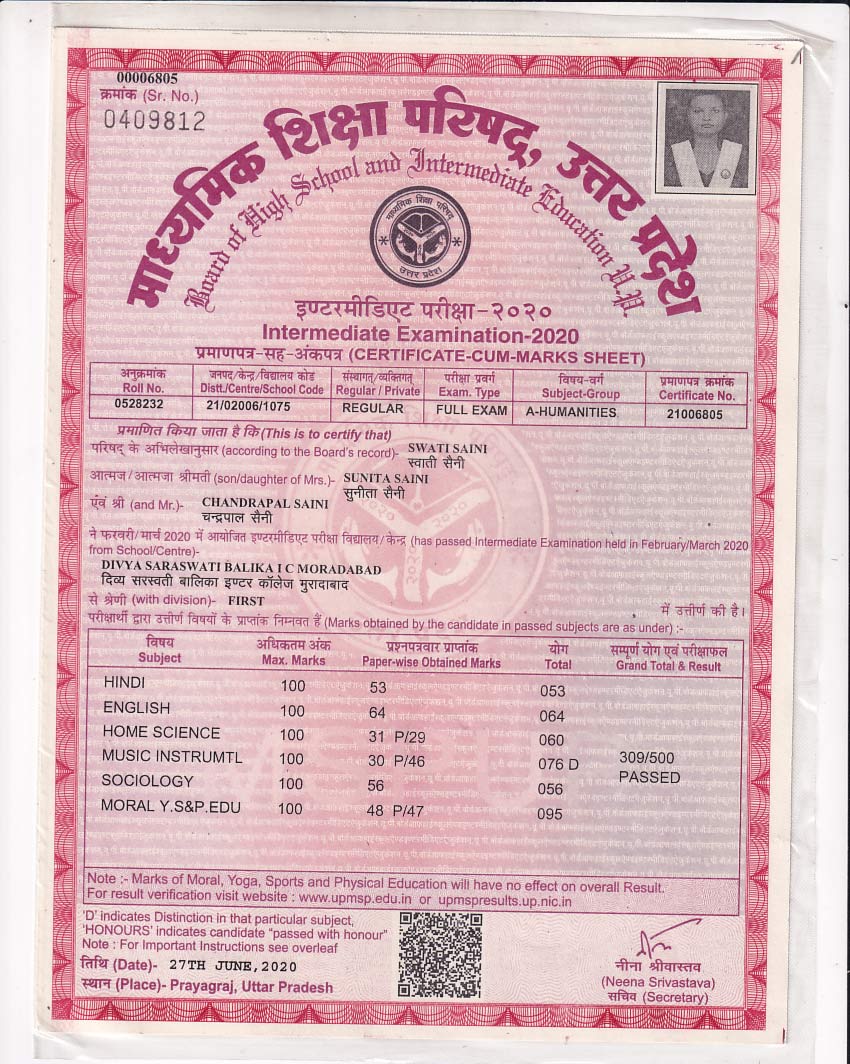 00006805
क्रमांक (Sr. No.)
0409812
माध्यमिक शिक्षा परिषद्, उत्तर प्रदेश
Board of High School and Intermediate Education U.P.
माध्यमिक शिक्षा परिषद्
उत्तर प्रदेश
इण्टरमीडिएट परीक्षा-२०२०
Intermediate Examination-2020
प्रमाणपत्र-सह-अंकपत्र (CERTIFICATE-CUM-MARKS SHEET)
अनुक्रमांक जनपद/केन्द्र/विद्यालय कोड संस्थागत/व्यक्तिगत् परीक्षा प्रवर्ग विषय-वर्ग प्रमाणपत्र क्रमांक
Roll No. Distt./Centre/School Code Regular / Private Exam. Type Subject-Group Certificate No.
0528232 21/02006/1075 REGULAR FULL EXAM A-HUMANITIES 21006805
प्रमाणित किया जाता है कि (This is to certify that)
परिषद् के अभिलेखानुसार (according to the Board's record)- SWATI SAINI
स्वाती सैनी
आत्मज/आत्मजा श्रीमती (son/daughter of Mrs.)- SUNITA SAINI
सुनीता सैनी
एंवं श्री (and Mr.)- CHANDRAPAL SAINI
चन्द्रपाल सैनी
ने फरवरी/मार्च 2020 में आयोजित इण्टरमीडिएट परीक्षा विद्यालय/केन्द्र (has passed Intermediate Examination held in February/March 2020
from School/Centre)-
DIVYA SARASWATI BALIKA I C MORADABAD
दिव्य सरस्वती बालिका इण्टर कॉलेज मुरादाबाद
से श्रेणी (with division)- FIRST में उत्तीर्ण की है।
परीक्षार्थी द्वारा उत्तीर्ण विषयों के प्राप्तांक निम्नवत हैं (Marks obtained by the candidate in passed subjects are as under) :-
विषय अधिकतम अंक प्रश्नपत्रवार प्राप्तांक योग सम्पूर्ण योग एवं परीक्षाफल
Subject Max. Marks Paper-wise Obtained Marks Total Grand Total & Result
HINDI 100 53 053
ENGLISH 100 64 064
HOME SCIENCE 100 31 P/29 060
MUSIC INSTRUMTL 100 30 P/46 076 D 309/500
SOCIOLOGY 100 56 056 PASSED
MORAL Y.S&P.EDU 100 48 P/47 095
Note :- Marks of Moral, Yoga, Sports and Physical Education will have no effect on overall Result.
For result verification visit website : www.upmsp.edu.in or upmspresults.up.nic.in
'D' indicates Distinction in that particular subject,
'HONOURS' indicates candidate "passed with honour"
Note : For Important Instructions see overleaf
तिथि (Date)- 27TH JUNE,2020
स्थान (Place)- Prayagraj, Uttar Pradesh
नीना श्रीवास्तव
(Neena Srivastava)
सचिव (Secretary)